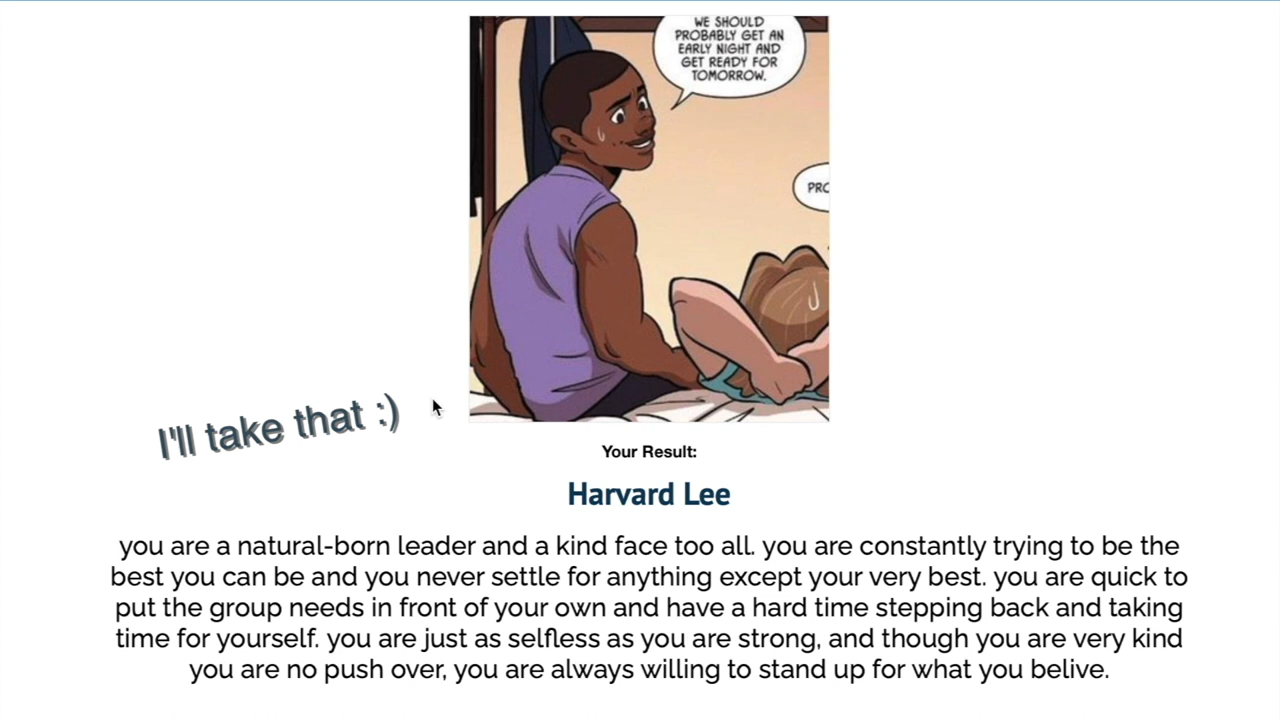 WE SHOULD
PROBABLY GET AN
EARLY NIGHT AND
GET READY FOR
TOMORROW.
PRO
I'll take that :)
Your Result:
Harvard Lee
you are a natural-born leader and a kind face too all. you are constantly trying to be the
best you can be and you never settle for anything except your very best. you are quick to
put the group needs in front of your own and have a hard time stepping back and taking
time for yourself. you are just as selfless as you are strong, and though you are very kind
you are no push over, you are always willing to stand up for what you belive.